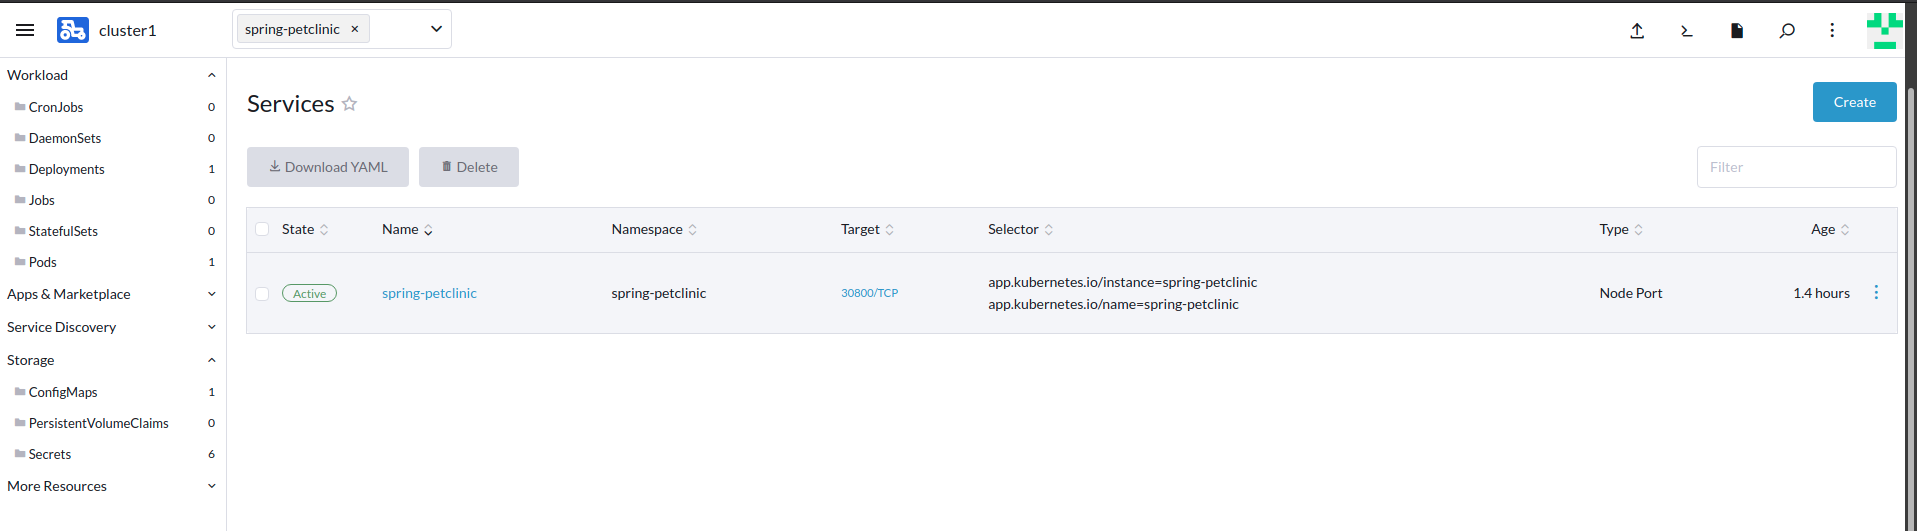 cluster1
spring-petclinic ×
Workload
CronJobs 0
DaemonSets 0
Deployments 1
Jobs 0
StatefulSets 0
Pods 1
Apps & Marketplace
Service Discovery
Storage
ConfigMaps 1
PersistentVolumeClaims 0
Secrets 6
More Resources
Services
Create
Download YAML Delete
Filter
State Name Namespace Target Selector Type Age
Active spring-petclinic spring-petclinic 30800/TCP app.kubernetes.io/instance=spring-petclinic Node Port 1.4 hours
app.kubernetes.io/name=spring-petclinic